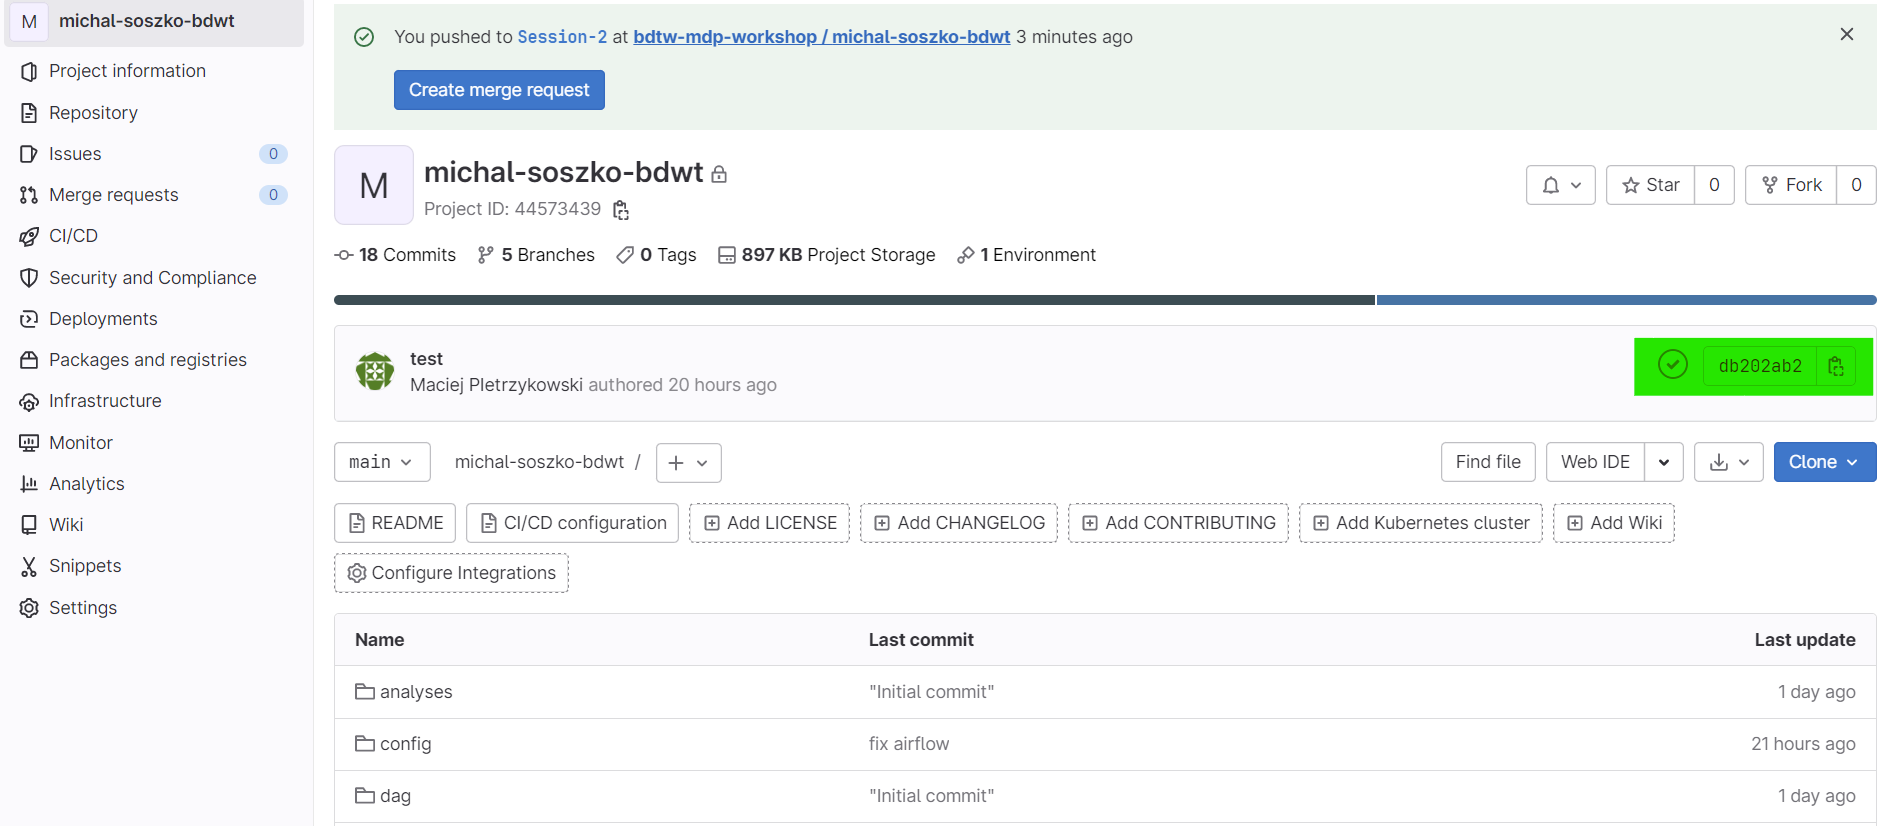 M michal-soszko-bdwt
Project information
Repository
Issues 0
Merge requests 0
CI/CD
Security and Compliance
Deployments
Packages and registries
Infrastructure
Monitor
Analytics
Wiki
Snippets
Settings
You pushed to Session-2 at bdtw-mdp-workshop / michal-soszko-bdwt 3 minutes ago
Create merge request
M
michal-soszko-bdwt
Project ID: 44573439
Star 0
Fork 0
18 Commits 5 Branches 0 Tags 897 KB Project Storage 1 Environment
test
Maciej PIetrzykowski authored 20 hours ago
db202ab2
main michal-soszko-bdwt / + Find file Web IDE Clone
README CI/CD configuration Add LICENSE Add CHANGELOG Add CONTRIBUTING Add Kubernetes cluster Add Wiki
Configure Integrations
Name Last commit Last update
analyses "Initial commit" 1 day ago
config fix airflow 21 hours ago
dag "Initial commit" 1 day ago